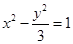 x² − y²/3 = 1